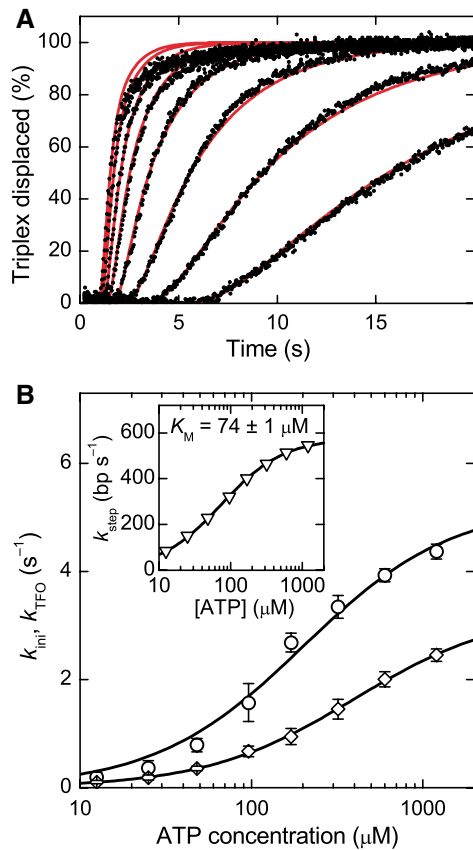 A
Triplex displaced (%)
100
80
60
40
20
0
0
5
10
15
Time (s)
B
k_ini, k_TFO (s⁻¹)
6
4
2
0
10
100
1000
ATP concentration (μM)
K_M = 74 ± 1 μM
k_step (bp s⁻¹)
600
400
200
0
10
100
1000
[ATP] (μM)